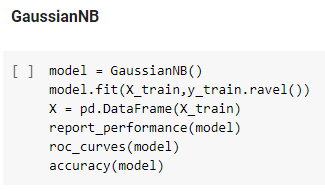 GaussianNB
[ ] model = GaussianNB()
model.fit(X_train,y_train.ravel())
X = pd.DataFrame(X_train)
report_performance(model)
roc_curves(model)
accuracy(model)